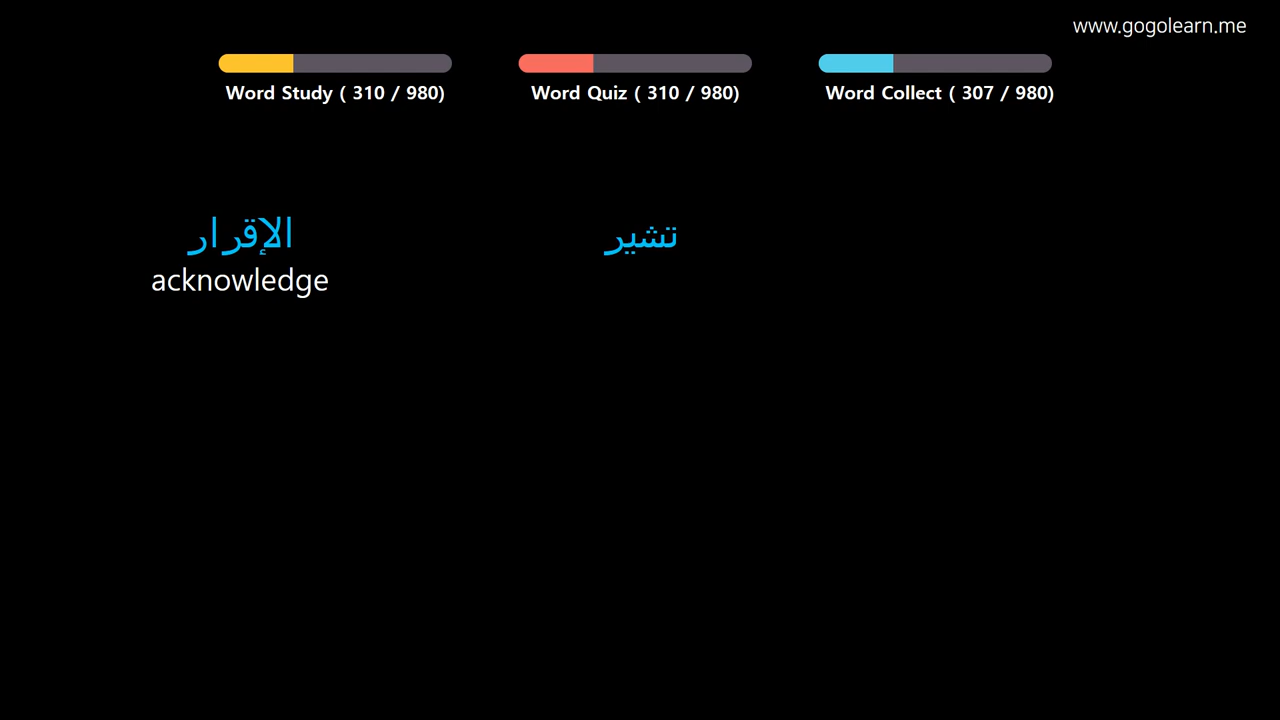 www.gogolearn.me
Word Study ( 310 / 980)
Word Quiz ( 310 / 980)
Word Collect ( 307 / 980)
الإقرار
acknowledge
تشير